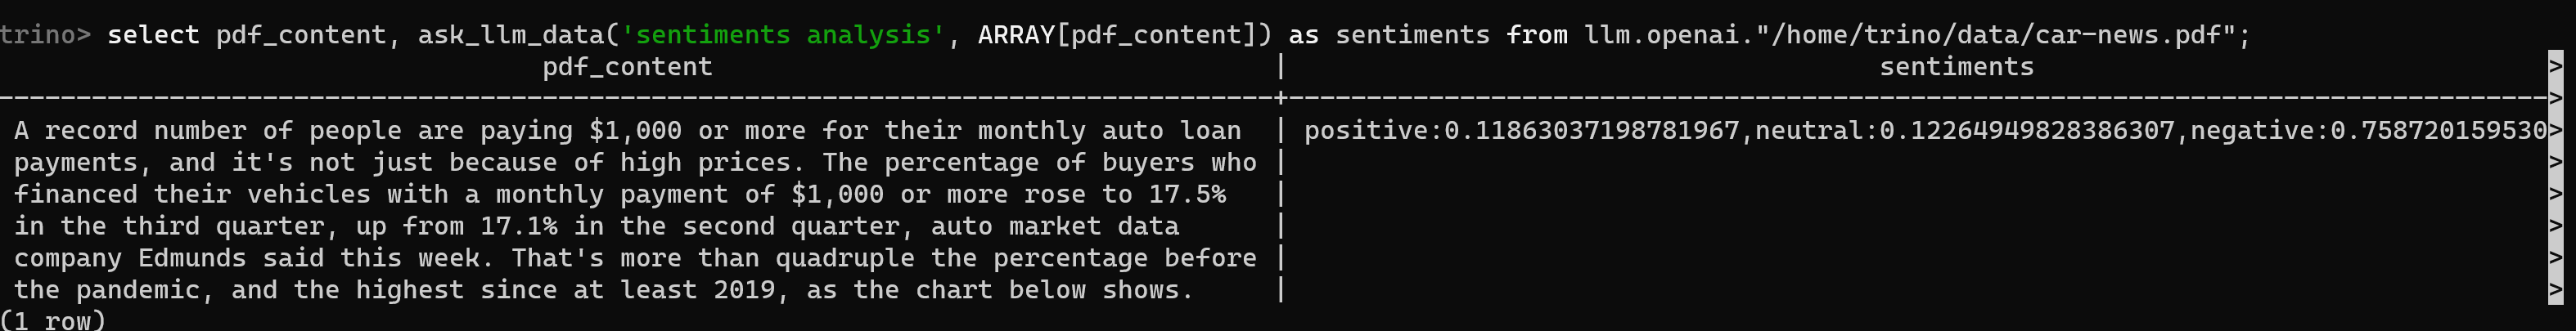 trino> select pdf_content, ask_llm_data('sentiments analysis', ARRAY[pdf_content]) as sentiments from llm.openai."/home/trino/data/car-news.pdf";
pdf_content | sentiments >
----------------------------------------------------------------------------------+--------------------------------------------------------------------------------->
A record number of people are paying $1,000 or more for their monthly auto loan | positive:0.11863037198781967,neutral:0.12264949828386307,negative:0.758720159530>
payments, and it's not just because of high prices. The percentage of buyers who | >
financed their vehicles with a monthly payment of $1,000 or more rose to 17.5% | >
in the third quarter, up from 17.1% in the second quarter, auto market data | >
company Edmunds said this week. That's more than quadruple the percentage before | >
the pandemic, and the highest since at least 2019, as the chart below shows. | >
(1 row)